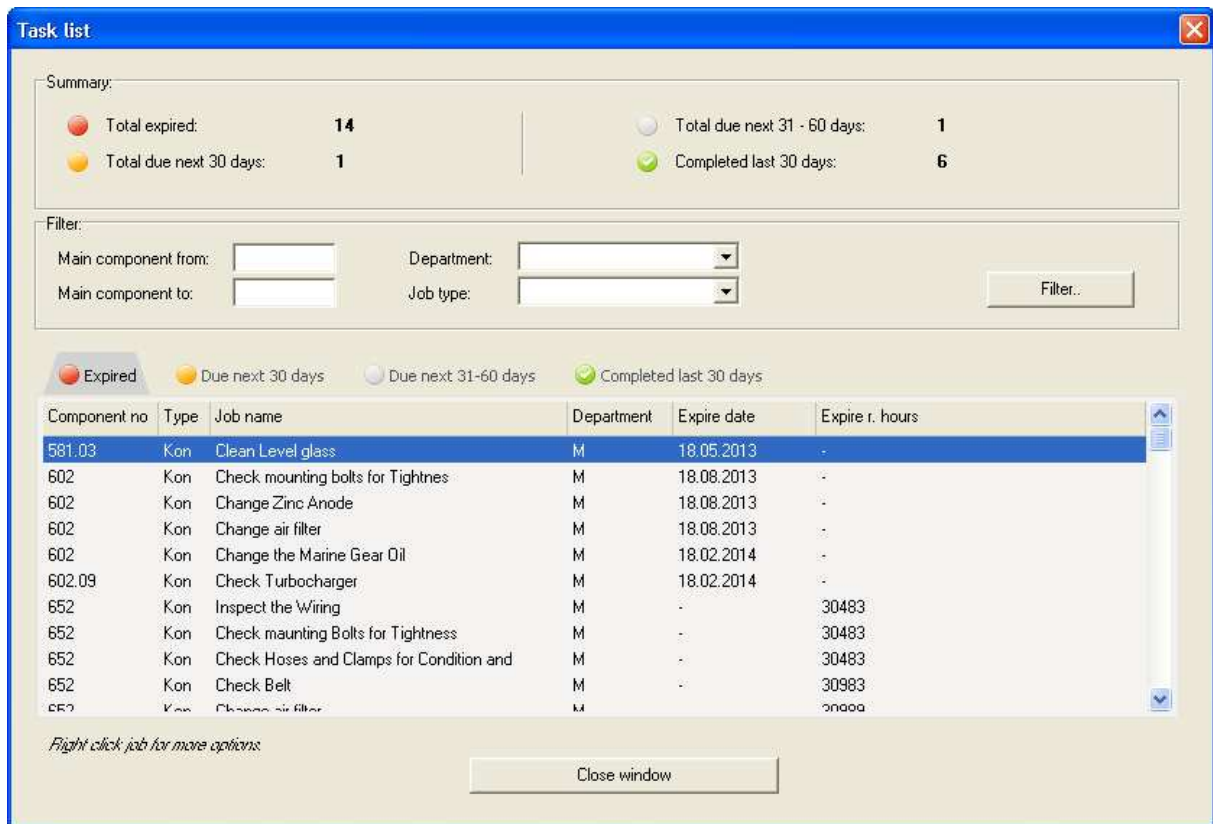 Task list
Summary:
Total expired: 14 Total due next 31 - 60 days: 1
Total due next 30 days: 1 Completed last 30 days: 6
Filter:
Main component from: Department:
Main component to: Job type: Filter..
Expired Due next 30 days Due next 31-60 days Completed last 30 days
Component no Type Job name Department Expire date Expire r. hours
581.03 Kon Clean Level glass M 18.05.2013 -
602 Kon Check mounting bolts for Tightnes M 18.08.2013 -
602 Kon Change Zinc Anode M 18.08.2013 -
602 Kon Change air filter M 18.08.2013 -
602 Kon Change the Marine Gear Oil M 18.02.2014 -
602.09 Kon Check Turbocharger M 18.02.2014 -
652 Kon Inspect the Wiring M - 30483
652 Kon Check maunting Bolts for Tightness M - 30483
652 Kon Check Hoses and Clamps for Condition and M - 30483
652 Kon Check Belt M - 30983
652 Kon Change air filter M
Right click job for more options.
Close window